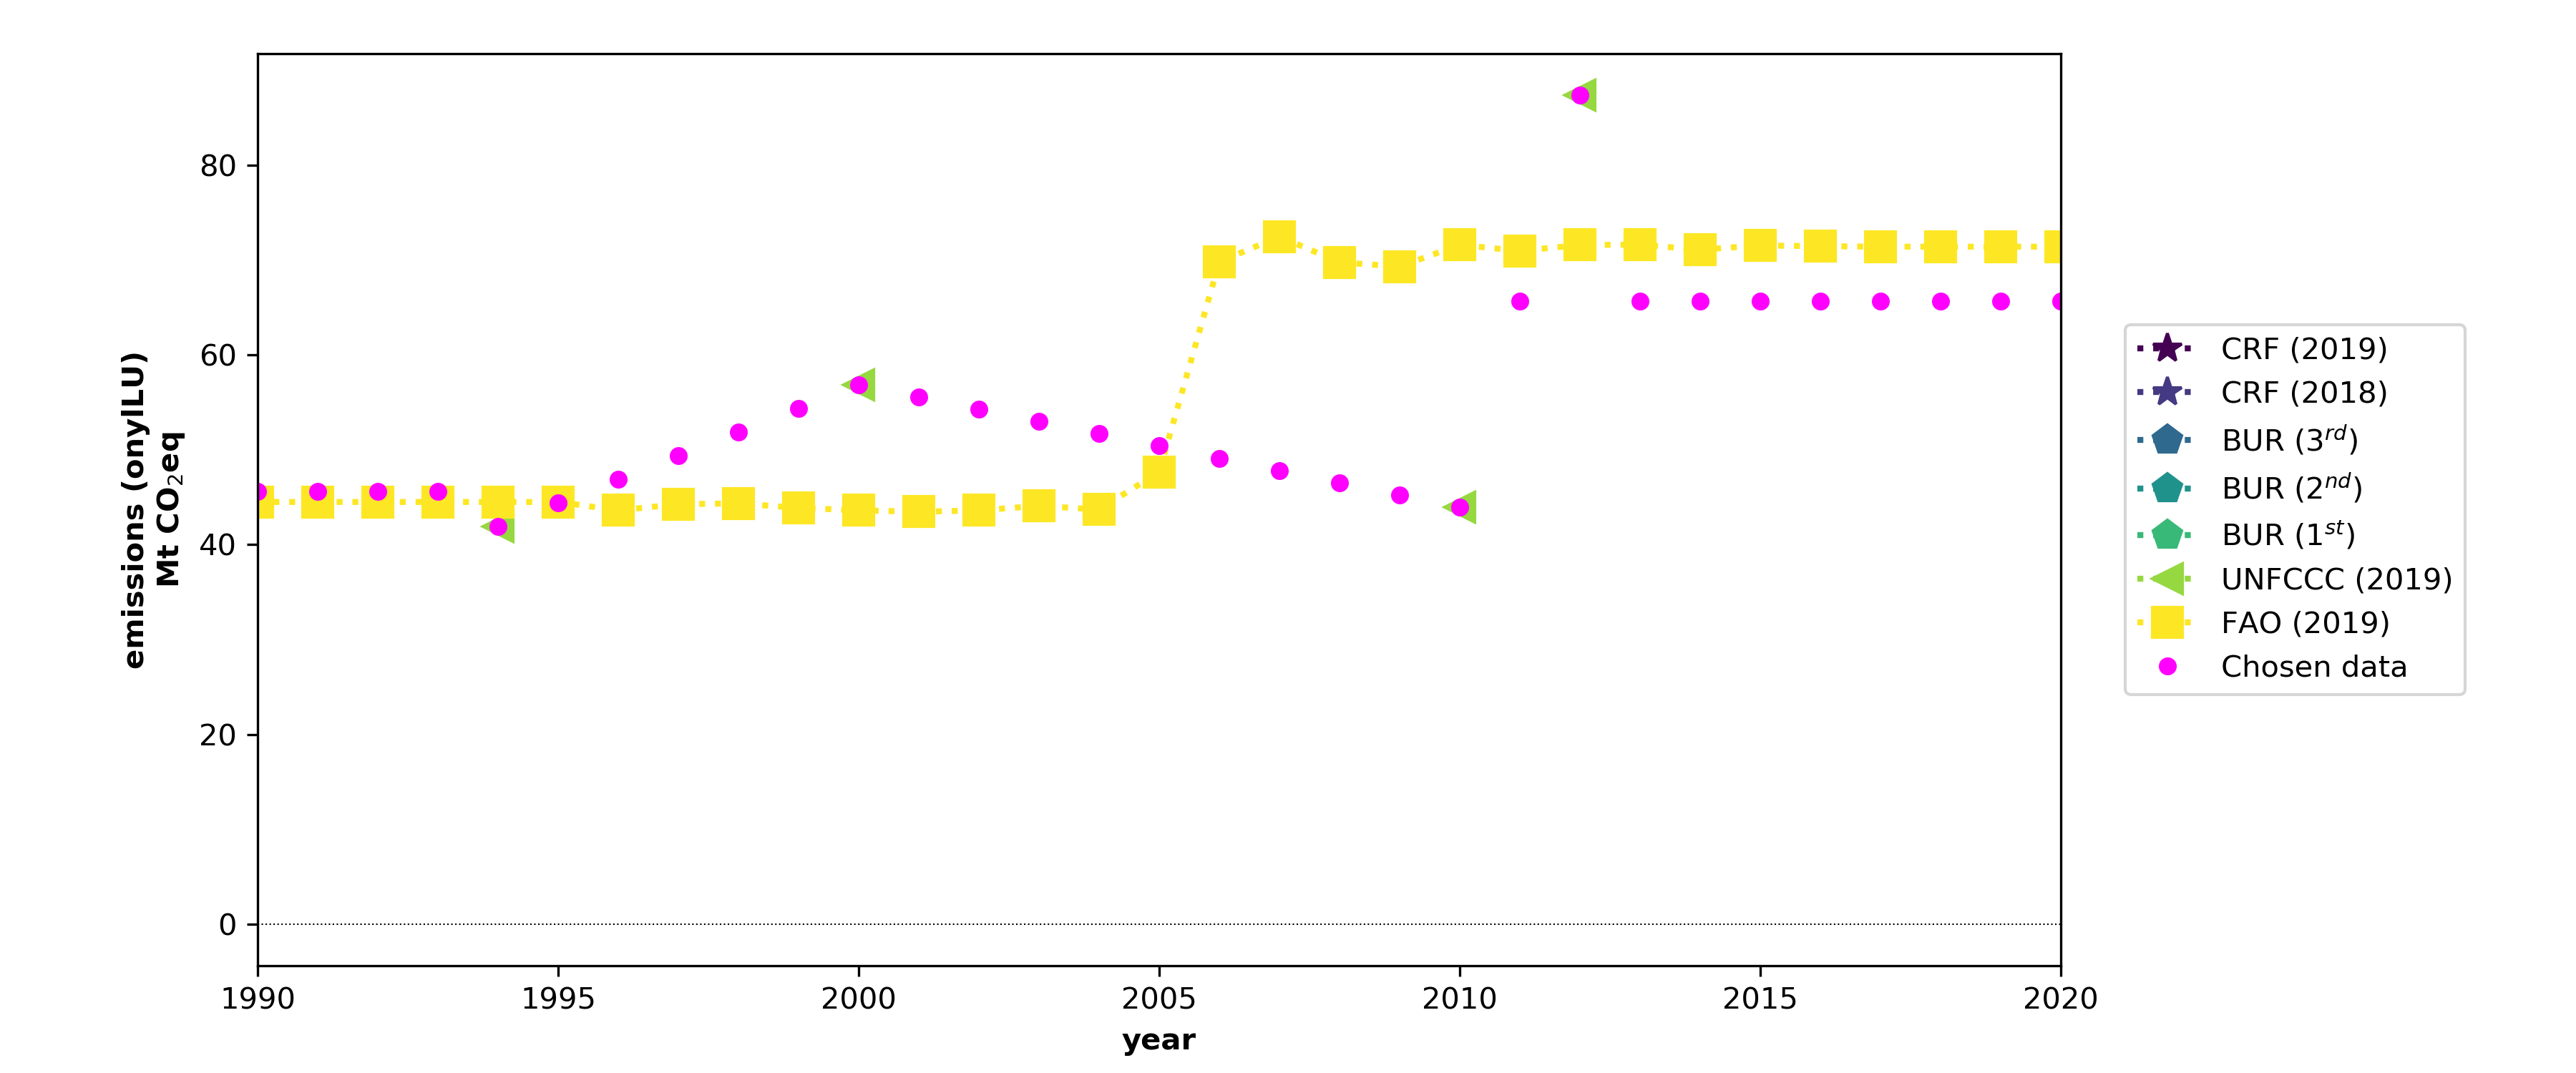 emissions (onylLU)
Mt CO₂eq
80
60
40
20
0
1990 1995 2000 2005 2010 2015 2020
year
CRF (2019)
CRF (2018)
BUR (3ʳᵈ)
BUR (2ⁿᵈ)
BUR (1ˢᵗ)
UNFCCC (2019)
FAO (2019)
Chosen data